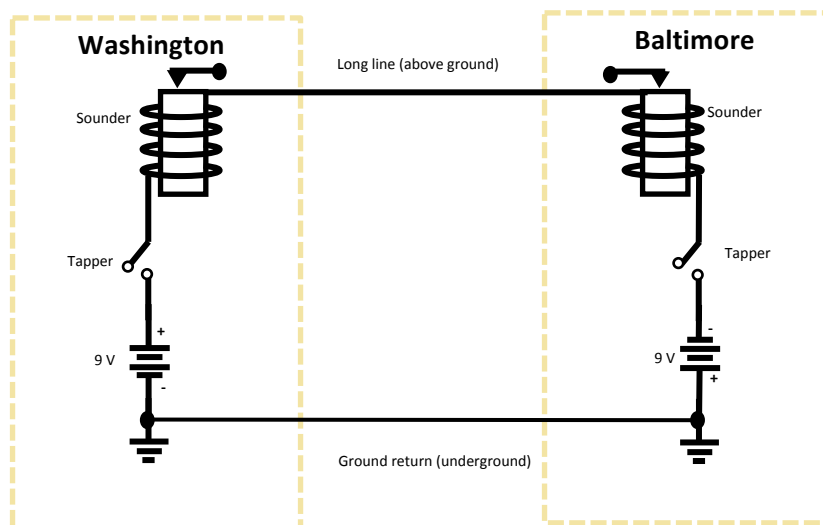 Washington
Baltimore
Long line (above ground)
Sounder
Sounder
Tapper
Tapper
+
-
9 V
9 V
-
+
Ground return (underground)